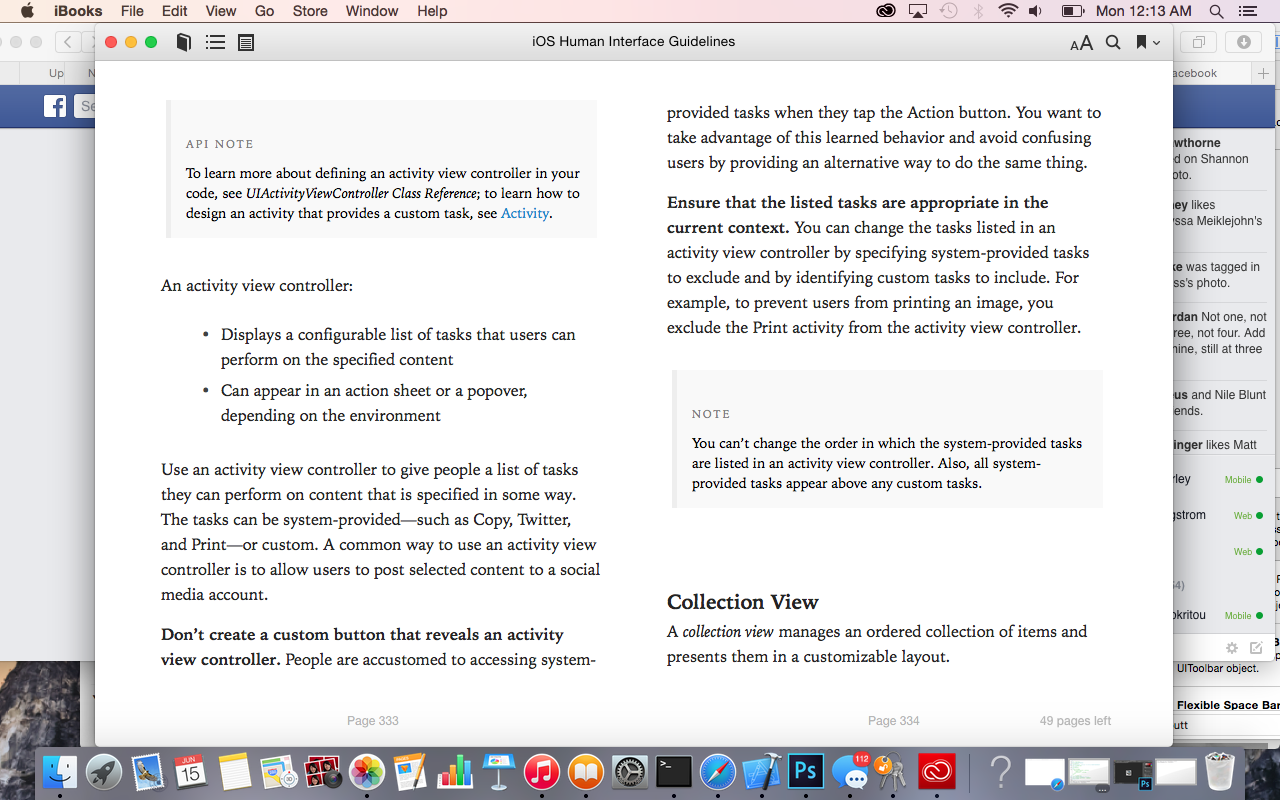 iBooks File Edit View Go Store Window Help
Mon 12:13 AM
iOS Human Interface Guidelines
AA
Up
N
acebook
Se
API NOTE
To learn more about defining an activity view controller in your
code, see UIActivityViewController Class Reference; to learn how to
design an activity that provides a custom task, see Activity.
An activity view controller:
• Displays a configurable list of tasks that users can
perform on the specified content
• Can appear in an action sheet or a popover,
depending on the environment
Use an activity view controller to give people a list of tasks
they can perform on content that is specified in some way.
The tasks can be system-provided—such as Copy, Twitter,
and Print—or custom. A common way to use an activity view
controller is to allow users to post selected content to a social
media account.
Don’t create a custom button that reveals an activity
view controller. People are accustomed to accessing system-
Page 333
provided tasks when they tap the Action button. You want to
take advantage of this learned behavior and avoid confusing
users by providing an alternative way to do the same thing.
Ensure that the listed tasks are appropriate in the
current context. You can change the tasks listed in an
activity view controller by specifying system-provided tasks
to exclude and by identifying custom tasks to include. For
example, to prevent users from printing an image, you
exclude the Print activity from the activity view controller.
NOTE
You can’t change the order in which the system-provided tasks
are listed in an activity view controller. Also, all system-
provided tasks appear above any custom tasks.
Collection View
A collection view manages an ordered collection of items and
presents them in a customizable layout.
Page 334
49 pages left
wthorne
ed on Shannon
oto.
ey likes
yssa Meiklejohn's
ke was tagged in
ss's photo.
rdan Not one, not
ree, not four. Add
nine, still at three
us and Nile Blunt
ends.
inger likes Matt
rley Mobile
gstrom Web
Web
64)
okritou Mobile
UIToolbar object.
Flexible Space Bar
utt
JUN
15
3D
>_
Ps
112
Ps